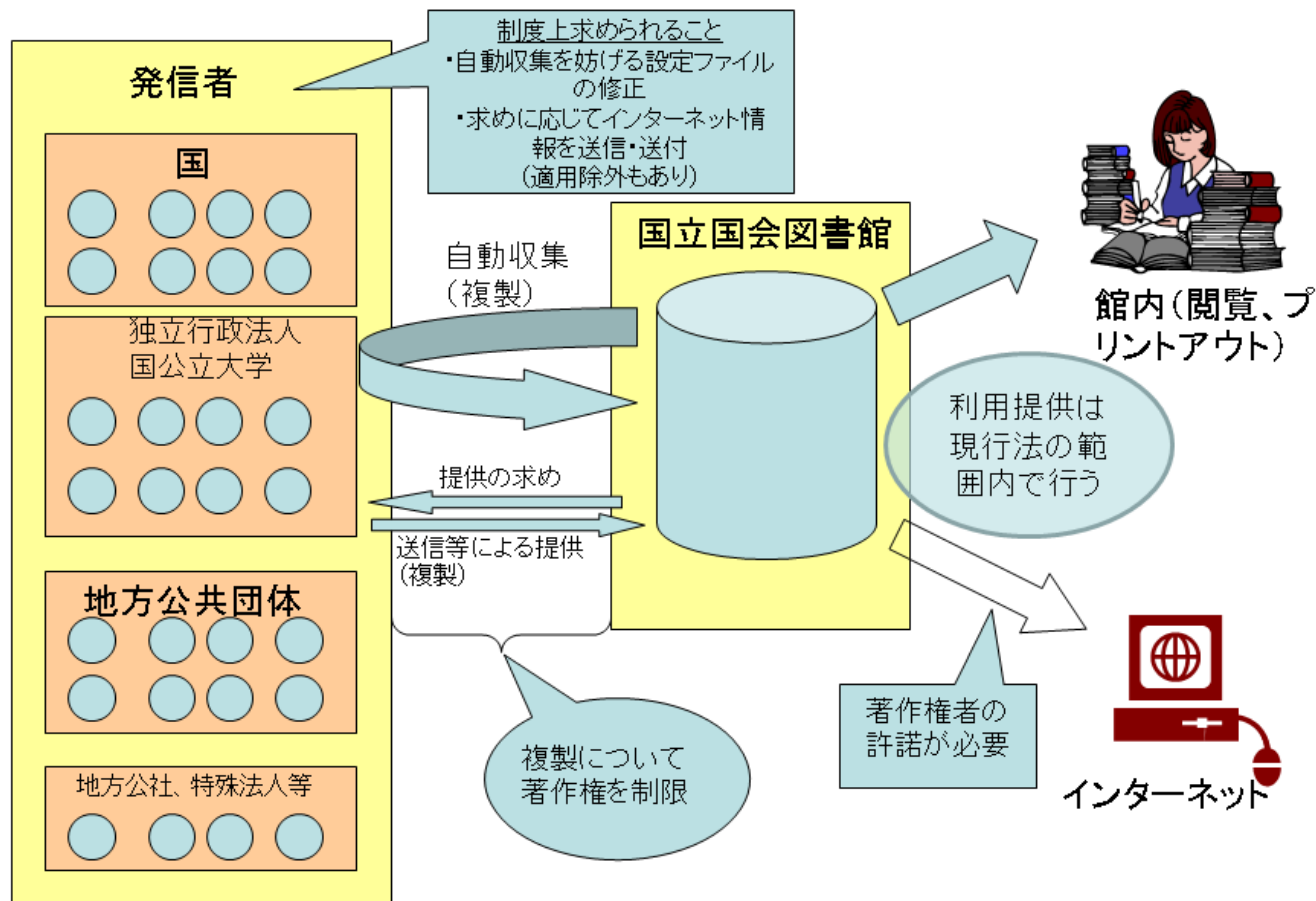 制度上求められること
・自動収集を妨げる設定ファイル
の修正
・求めに応じてインターネット情
報を送信・送付
(適用除外もあり)
発信者
国
独立行政法人
国公立大学
地方公共団体
地方公社、特殊法人等
自動収集
(複製)
提供の求め
送信等による提供
(複製)
複製について
著作権を制限
国立国会図書館
館内(閲覧、プ
リントアウト)
利用提供は
現行法の範
囲内で行う
著作権者の
許諾が必要
インターネット